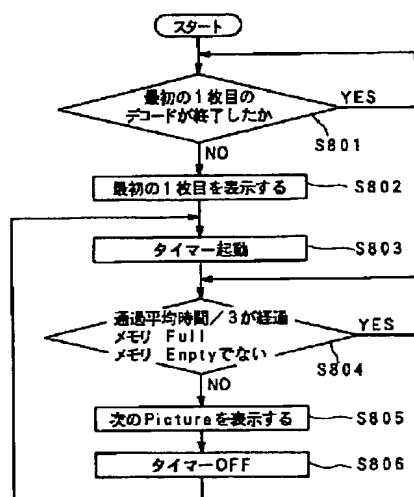 スタート
最初の1枚目の
デコードが終了したか
YES
S801
NO
最初の1枚目を表示する
S802
タイマー起動
S803
通過平均時間/3が経過
メモリ Full
メモリ Emptyでない
YES
S804
NO
次のPictureを表示する
S805
タイマーOFF
S806